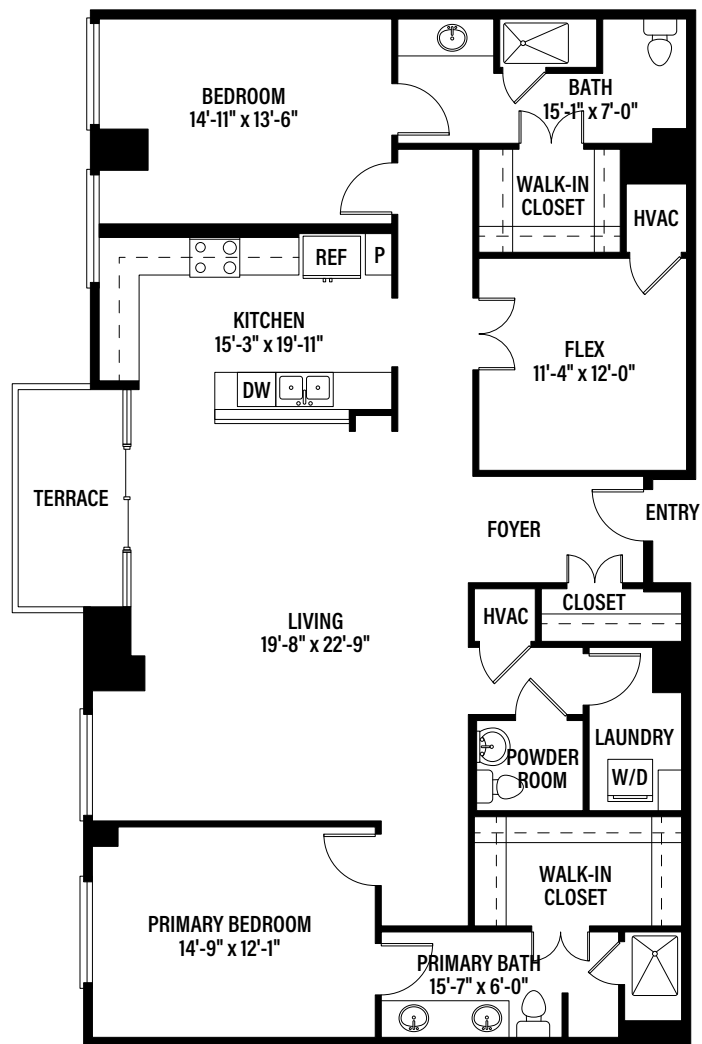 BEDROOM
14'-11" x 13'-6"
BATH
15'-1" x 7'-0"
WALK-IN
CLOSET
HVAC
REF
P
KITCHEN
15'-3" x 19'-11"
FLEX
11'-4" x 12'-0"
DW
TERRACE
FOYER
ENTRY
CLOSET
HVAC
LIVING
19'-8" x 22'-9"
LAUNDRY
POWDER
ROOM
W/D
WALK-IN
CLOSET
PRIMARY BEDROOM
14'-9" x 12'-1"
PRIMARY BATH
15'-7" x 6'-0"